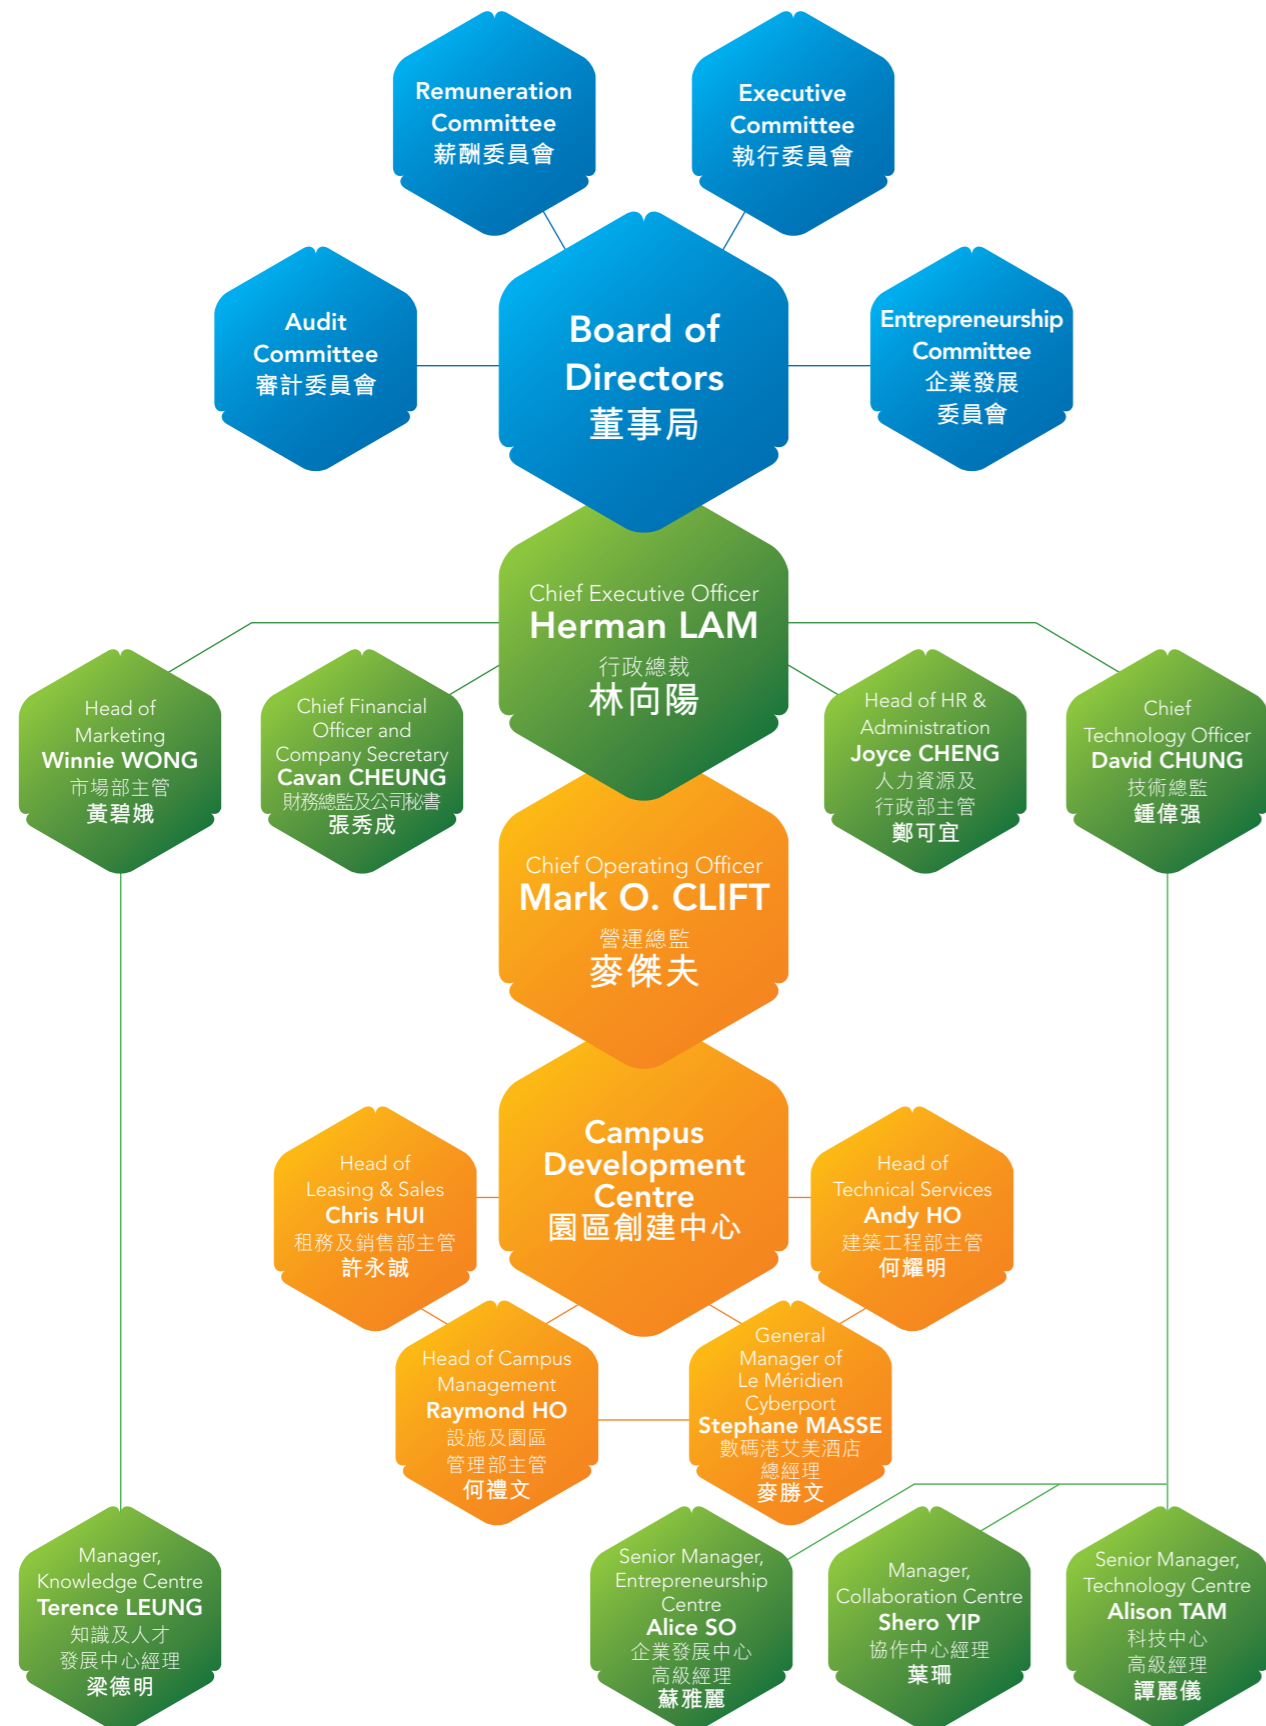 Remuneration
Committee
薪酬委員會
Executive
Committee
執行委員會
Audit
Committee
審計委員會
Board of
Directors
董事局
Entrepreneurship
Committee
企業發展
委員會
Chief Executive Officer
Herman LAM
行政總裁
林向陽
Head of
Marketing
Winnie WONG
市場部主管
黃碧娥
Chief Financial
Officer and
Company Secretary
Cavan CHEUNG
財務總監及公司秘書
張秀成
Head of HR &
Administration
Joyce CHENG
人力資源及
行政部主管
鄭可宜
Chief
Technology Officer
David CHUNG
技術總監
鍾偉强
Chief Operating Officer
Mark O. CLIFT
營運總監
麥傑夫
Campus
Development
Centre
園區創建中心
Head of
Leasing & Sales
Chris HUI
租務及銷售部主管
許永誠
Head of
Technical Services
Andy HO
建築工程部主管
何耀明
Head of Campus
Management
Raymond HO
設施及園區
管理部主管
何禮文
General
Manager of
Le Méridien
Cyberport
Stephane MASSE
數碼港艾美酒店
總經理
麥勝文
Manager,
Knowledge Centre
Terence LEUNG
知識及人才
發展中心經理
梁德明
Senior Manager,
Entrepreneurship
Centre
Alice SO
企業發展中心
高級經理
蘇雅麗
Manager,
Collaboration Centre
Shero YIP
協作中心經理
葉珊
Senior Manager,
Technology Centre
Alison TAM
科技中心
高級經理
譚麗儀